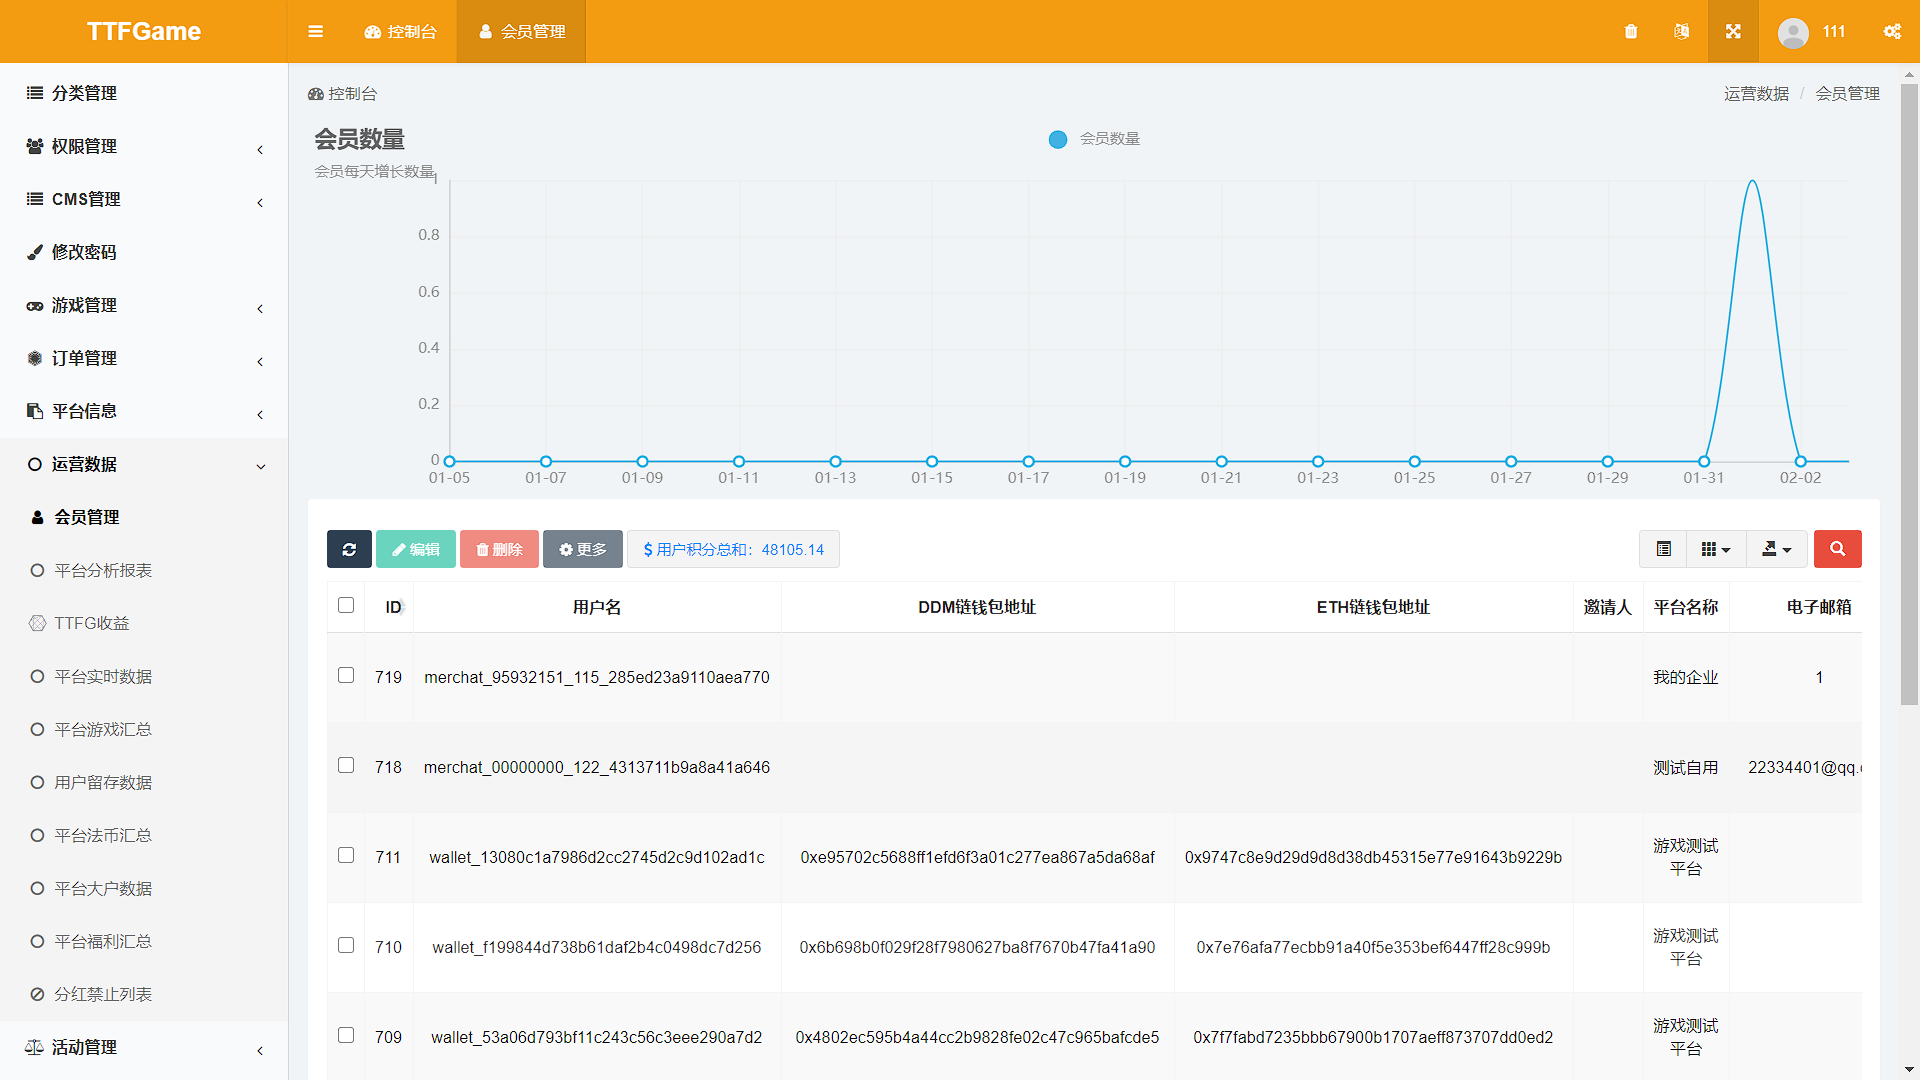 TTFGame
控制台
会员管理
111
分类管理
权限管理
CMS管理
修改密码
游戏管理
订单管理
平台信息
运营数据
会员管理
平台分析报表
TTFG收益
平台实时数据
平台游戏汇总
用户留存数据
平台法币汇总
平台大户数据
平台福利汇总
分红禁止列表
活动管理
控制台
运营数据 / 会员管理
会员数量
会员每天增长数量
会员数量
1
0.8
0.6
0.4
0.2
0
01-05 01-07 01-09 01-11 01-13 01-15 01-17 01-19 01-21 01-23 01-25 01-27 01-29 01-31 02-02
编辑 删除 更多 $ 用户积分总和：48105.14
ID 用户名 DDM链钱包地址 ETH链钱包地址 邀请人 平台名称 电子邮箱
719 merchat_95932151_115_285ed23a9110aea770 我的企业 1
718 merchat_00000000_122_4313711b9a8a41a646 测试自用 22334401@qq.
711 wallet_13080c1a7986d2cc2745d2c9d102ad1c 0xe95702c5688ff1efd6f3a01c277ea867a5da68af 0x9747c8e9d29d9d8d38db45315e77e91643b9229b 游戏测试
平台
710 wallet_f199844d738b61daf2b4c0498dc7d256 0x6b698b0f029f28f7980627ba8f7670b47fa41a90 0x7e76afa77ecbb91a40f5e353bef6447ff28c999b 游戏测试
平台
709 wallet_53a06d793bf11c243c56c3eee290a7d2 0x4802ec595b4a44cc2b9828fe02c47c965bafcde5 0x7f7fabd7235bbb67900b1707aeff873707dd0ed2 游戏测试
平台